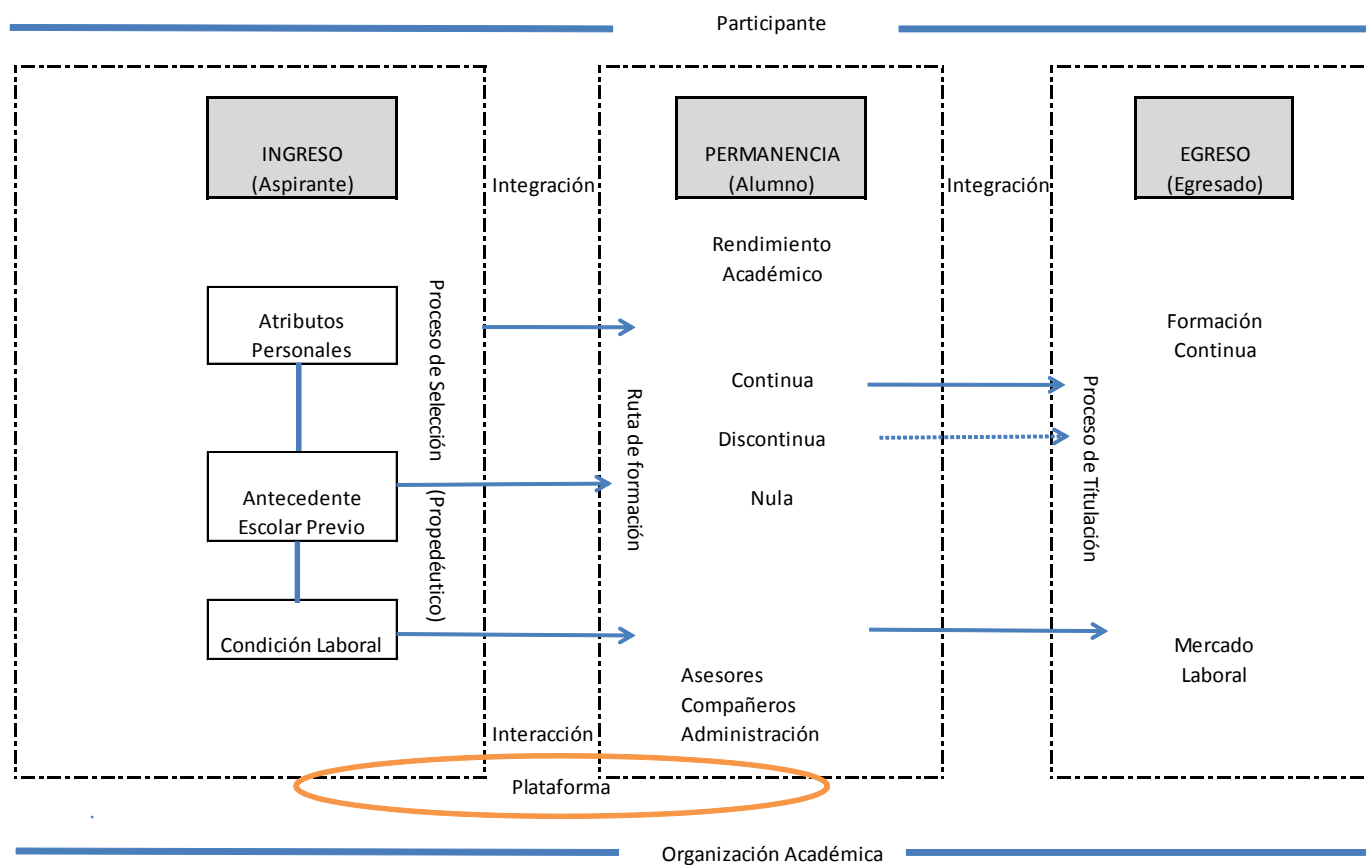 Participante
INGRESO
(Aspirante)
Integración
PERMANENCIA
(Alumno)
Integración
EGRESO
(Egresado)
Rendimiento
Académico
Atributos
Personales
Proceso de Selección (Propedéutico)
Formación
Continua
Ruta de formación
Continua
Discontinua
Nula
Proceso de Títulación
Antecedente
Escolar Previo
Condición Laboral
Mercado
Laboral
Asesores
Compañeros
Administración
Interacción
Plataforma
Organización Académica